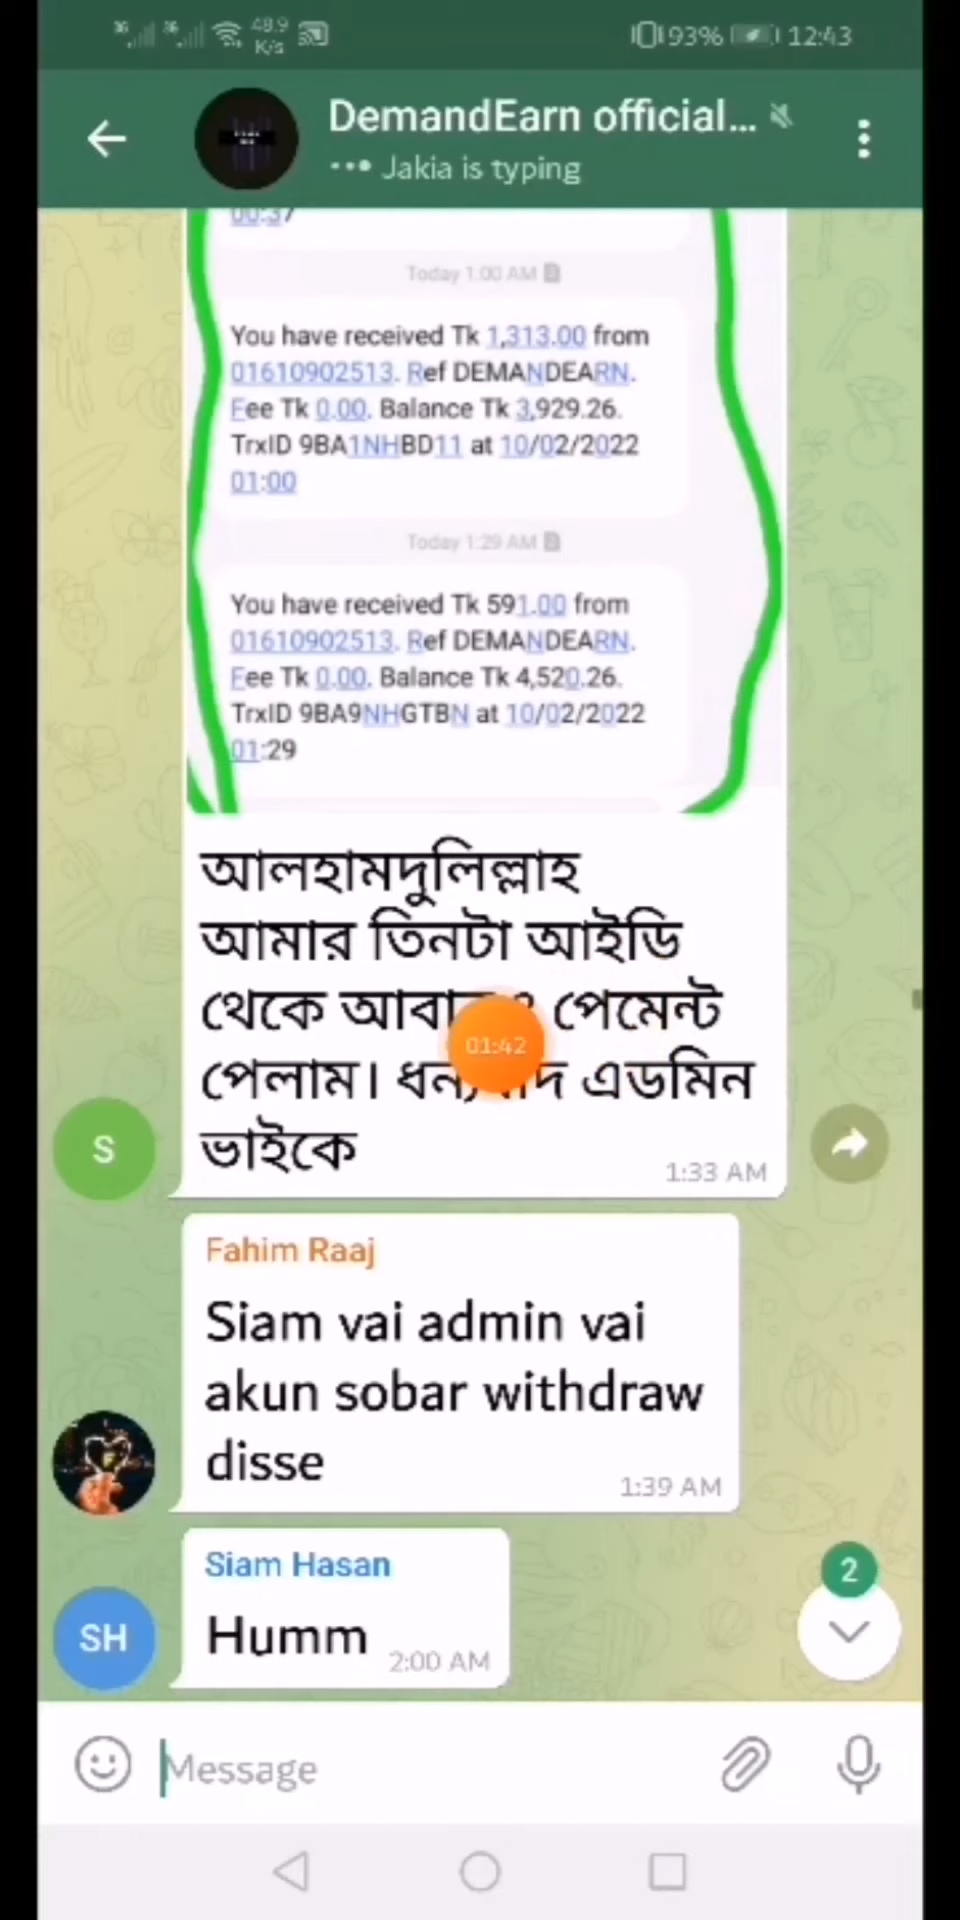 48.9
K/s
93%
12:43
DemandEarn official...
Jakia is typing
00:37
Today 1:00 AM
You have received Tk 1,313.00 from
01610902513. Ref DEMANDEARN.
Fee Tk 0.00. Balance Tk 3,929.26.
TrxID 9BA1NHBD11 at 10/02/2022
01:00
Today 1:29 AM
You have received Tk 591.00 from
01610902513. Ref DEMANDEARN.
Fee Tk 0.00. Balance Tk 4,520.26.
TrxID 9BA9NHGTBN at 10/02/2022
01:29
আলহামদুলিল্লাহ
আমার তিনটা আইডি
থেকে পেমেন্ট
পেলাম। এডমিন
ভাইকে
01:42
S
1:33 AM
Fahim Raaj
Siam vai admin vai
akun sobar withdraw
disse
1:39 AM
Siam Hasan
SH
Humm
2:00 AM
2
Message